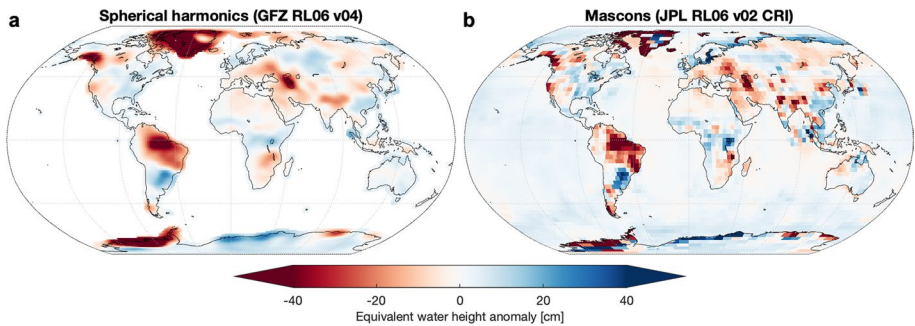 a
Spherical harmonics (GFZ RL06 v04)
b
Mascons (JPL RL06 v02 CRI)
-40 -20 0 20 40
Equivalent water height anomaly [cm]